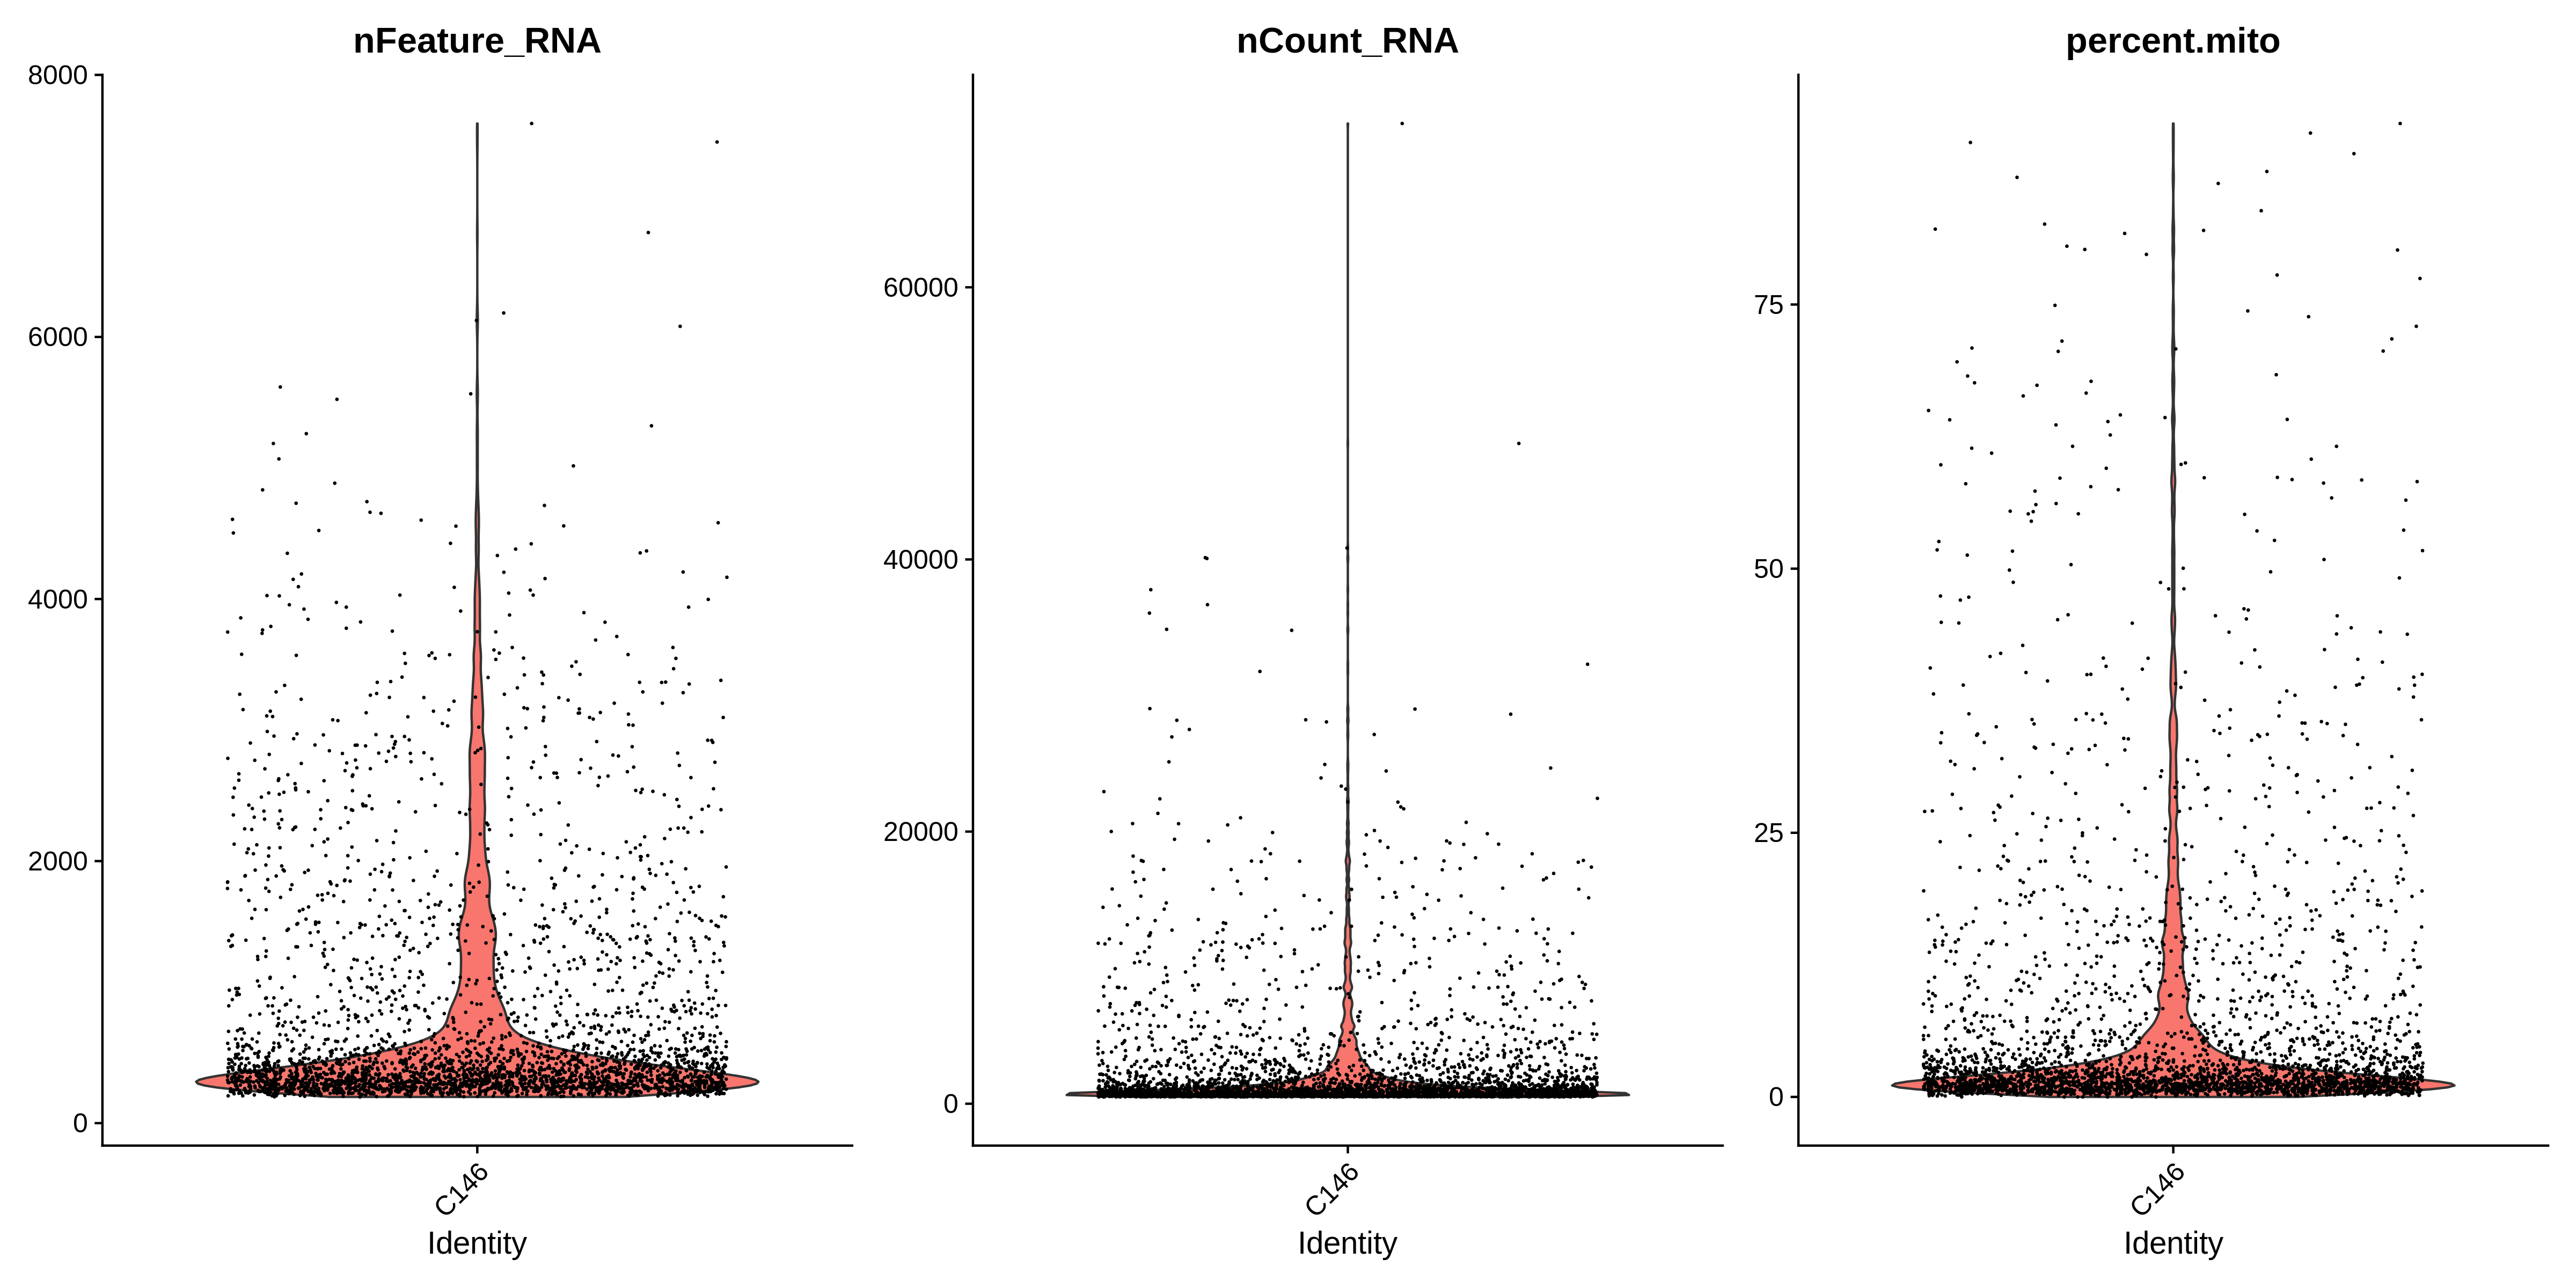 nFeature_RNA
8000
6000
4000
2000
0
C146
Identity
nCount_RNA
60000
40000
20000
0
C146
Identity
percent.mito
75
50
25
0
C146
Identity